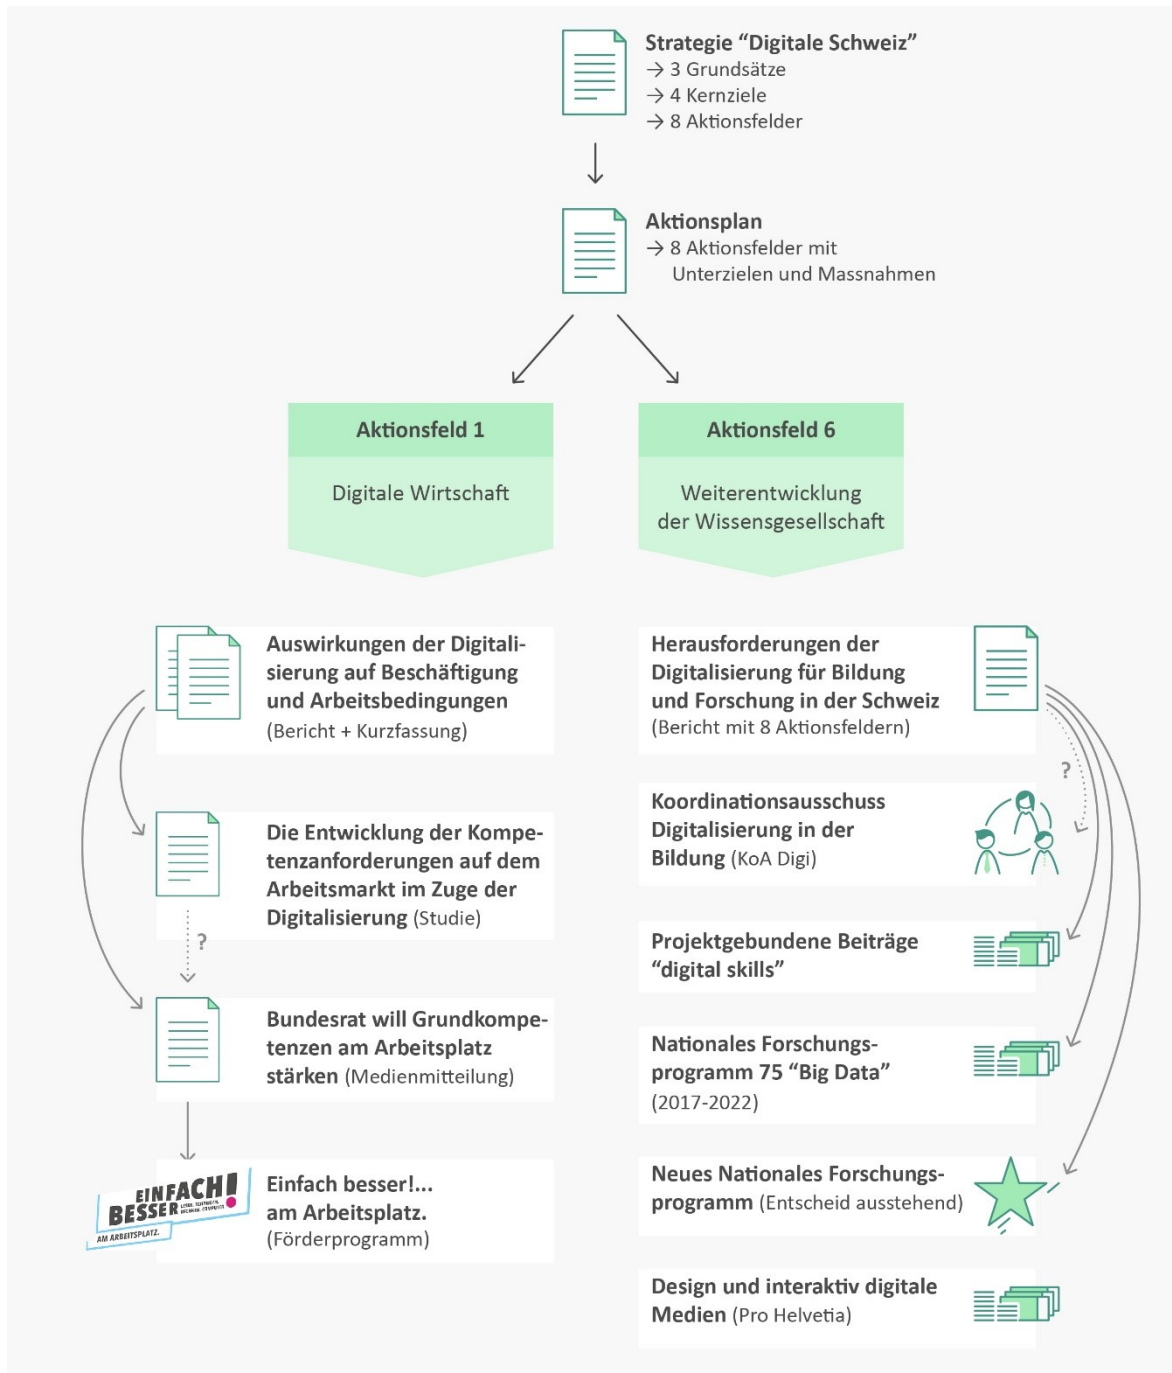 Strategie “Digitale Schweiz”
→ 3 Grundsätze
→ 4 Kernziele
→ 8 Aktionsfelder
Aktionsplan
→ 8 Aktionsfelder mit
Unterzielen und Massnahmen
Aktionsfeld 1
Digitale Wirtschaft
Aktionsfeld 6
Weiterentwicklung
der Wissensgesellschaft
Auswirkungen der Digitali-
sierung auf Beschäftigung
und Arbeitsbedingungen
(Bericht + Kurzfassung)
Die Entwicklung der Kompe-
tenzanforderungen auf dem
Arbeitsmarkt im Zuge der
Digitalisierung (Studie)
?
Bundesrat will Grundkompe-
tenzen am Arbeitsplatz
stärken (Medienmitteilung)
EINFACH!
BESSER
AM ARBEITSPLATZ.
Einfach besser!...
am Arbeitsplatz.
(Förderprogramm)
Herausforderungen der
Digitalisierung für Bildung
und Forschung in der Schweiz
(Bericht mit 8 Aktionsfeldern)
?
Koordinationsausschuss
Digitalisierung in der
Bildung (KoA Digi)
Projektgebundene Beiträge
“digital skills”
Nationales Forschungs-
programm 75 “Big Data”
(2017-2022)
Neues Nationales Forschungs-
programm (Entscheid ausstehend)
Design und interaktiv digitale
Medien (Pro Helvetia)